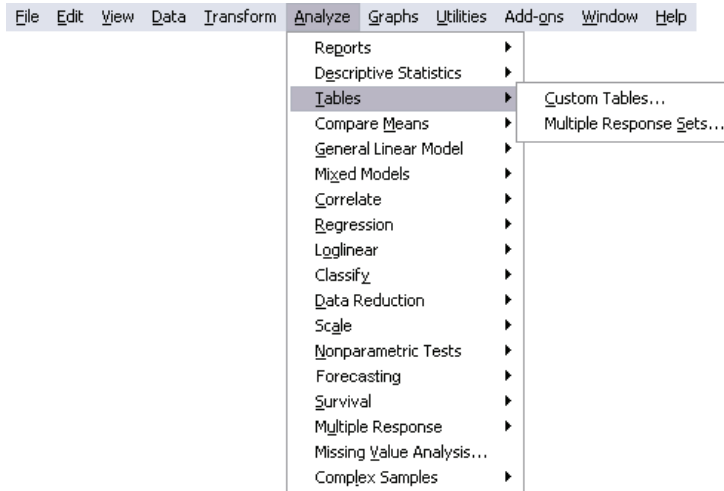 File Edit View Data Transform Analyze Graphs Utilities Add-ons Window Help
Reports
Descriptive Statistics
Tables
Custom Tables...
Compare Means
Multiple Response Sets...
General Linear Model
Mixed Models
Correlate
Regression
Loglinear
Classify
Data Reduction
Scale
Nonparametric Tests
Forecasting
Survival
Multiple Response
Missing Value Analysis...
Complex Samples